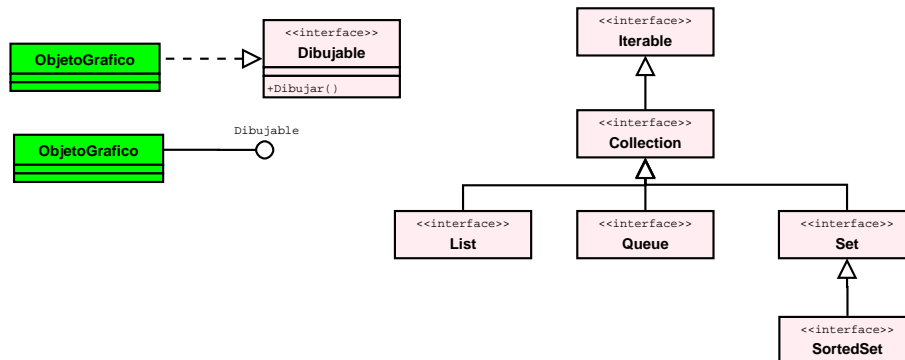 ObjetoGrafico
<<interface>>
Dibujable
+Dibujar()
ObjetoGrafico
Dibujable
<<interface>>
Iterable
<<interface>>
Collection
<<interface>>
List
<<interface>>
Queue
<<interface>>
Set
<<interface>>
SortedSet